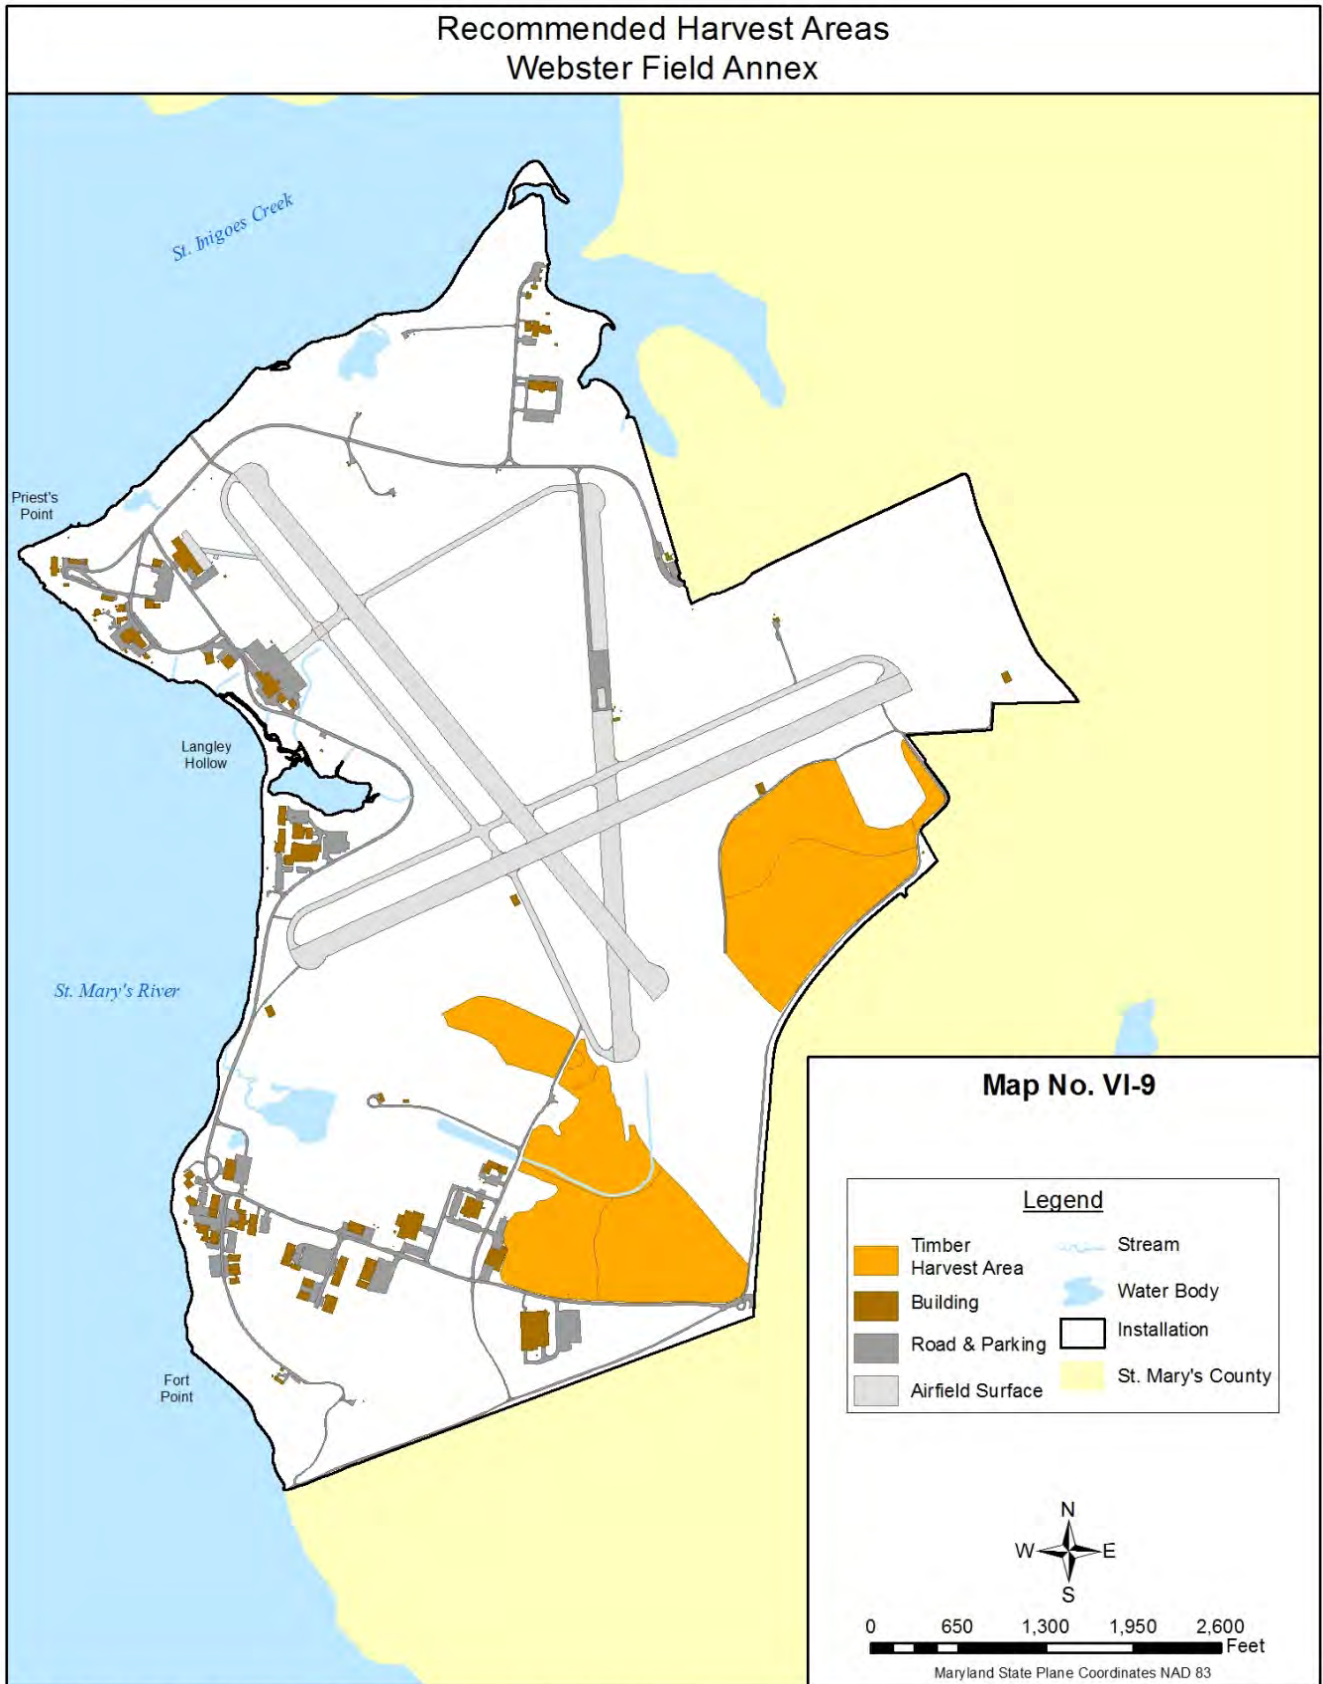 Recommended Harvest Areas
Webster Field Annex
St. Inigoes Creek
Priest's
Point
Langley
Hollow
St. Mary's River
Fort
Point
Map No. VI-9
Legend
Timber
Harvest Area
Building
Road & Parking
Airfield Surface
Stream
Water Body
Installation
St. Mary's County
N
W E
S
0 650 1,300 1,950 2,600
Feet
Maryland State Plane Coordinates NAD 83